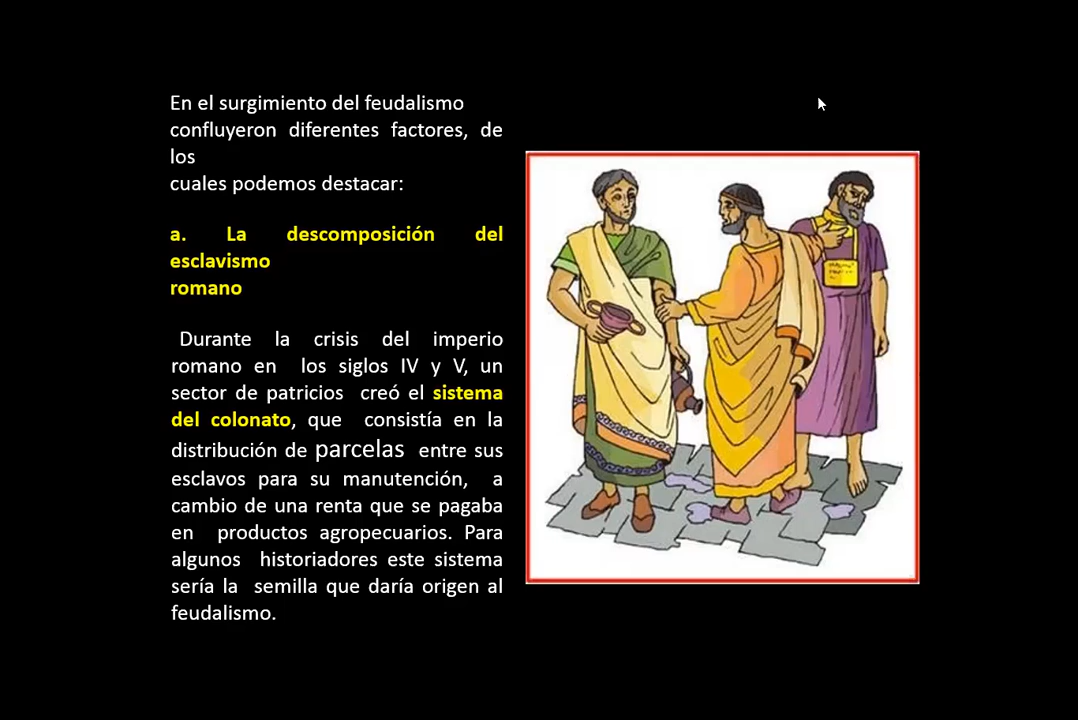 En el surgimiento del feudalismo
confluyeron diferentes factores, de
los
cuales podemos destacar:
a. La descomposición del
esclavismo
romano
Durante la crisis del imperio
romano en los siglos IV y V, un
sector de patricios creó el sistema
del colonato, que consistía en la
distribución de parcelas entre sus
esclavos para su manutención, a
cambio de una renta que se pagaba
en productos agropecuarios. Para
algunos historiadores este sistema
sería la semilla que daría origen al
feudalismo.